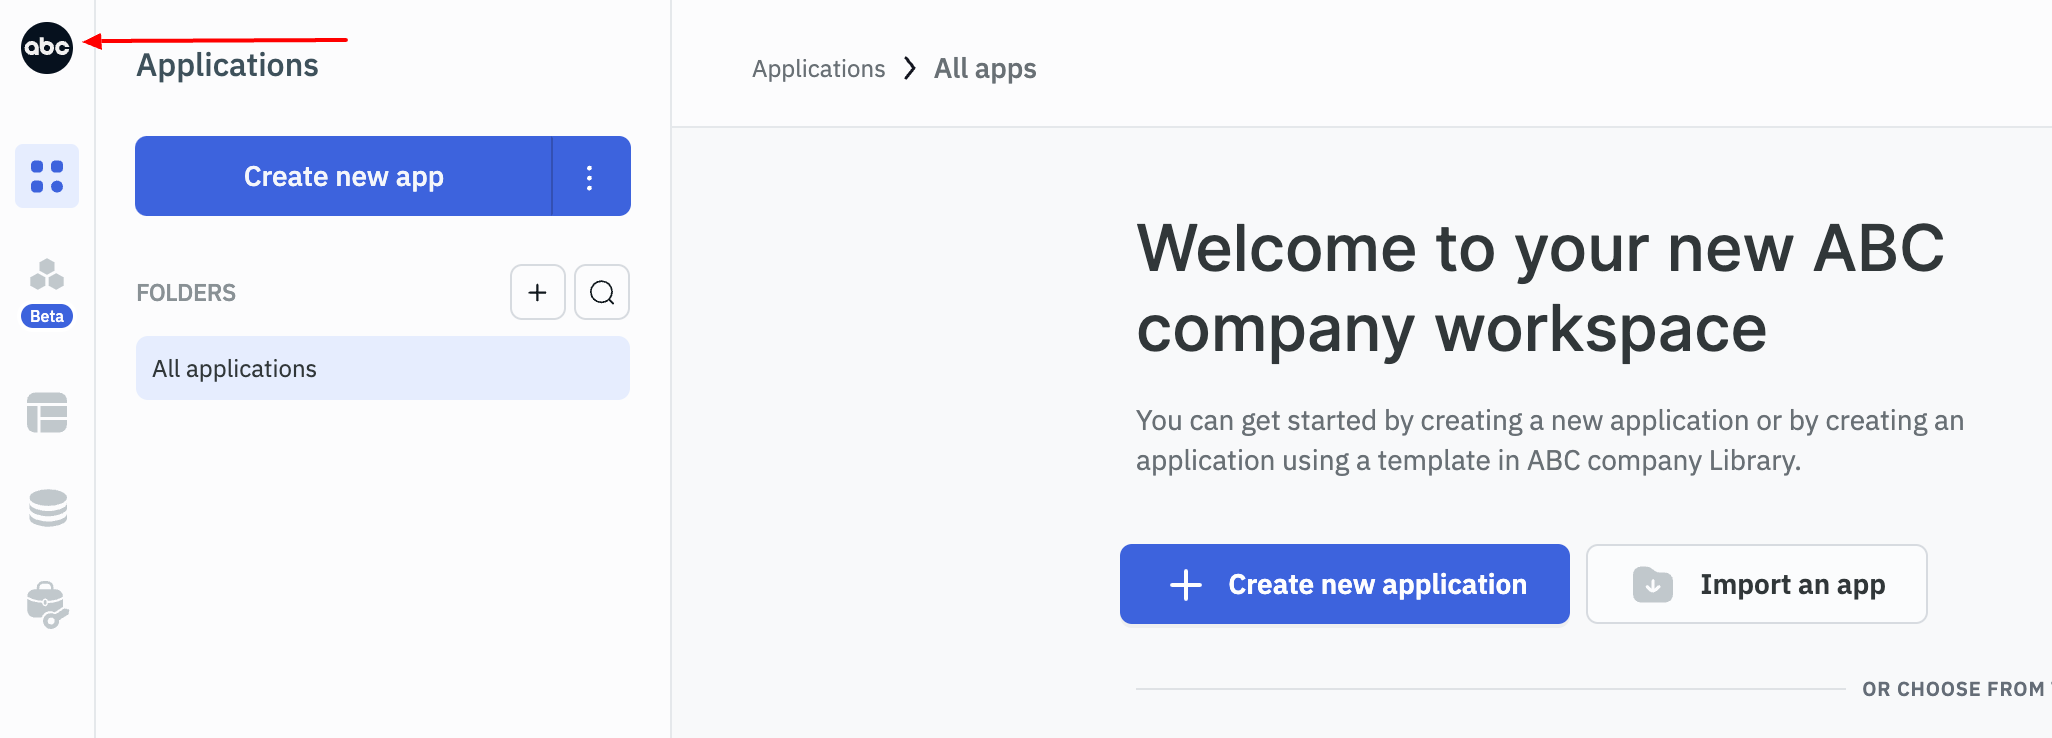 abc
Applications
Create new app
FOLDERS
All applications
Beta
Applications
All apps
Welcome to your new ABC
company workspace
You can get started by creating a new application or by creating an
application using a template in ABC company Library.
Create new application
Import an app
OR CHOOSE FROM